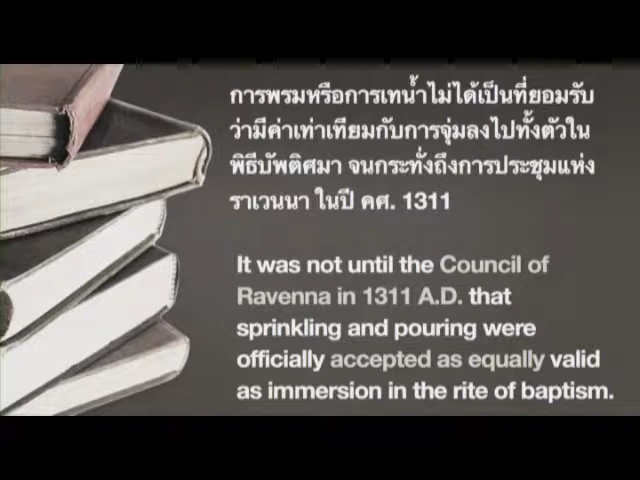 การพรมหรือการเทน้ำไม่ได้เป็นที่ยอมรับ
ว่ามีค่าเท่าเทียมกับการจุ่มลงไปทั้งตัวใน
พิธีบัพติศมา จนกระทั่งถึงการประชุมแห่ง
ราเวนนา ในปี คศ. 1311
It was not until the Council of
Ravenna in 1311 A.D. that
sprinkling and pouring were
officially accepted as equally valid
as immersion in the rite of baptism.